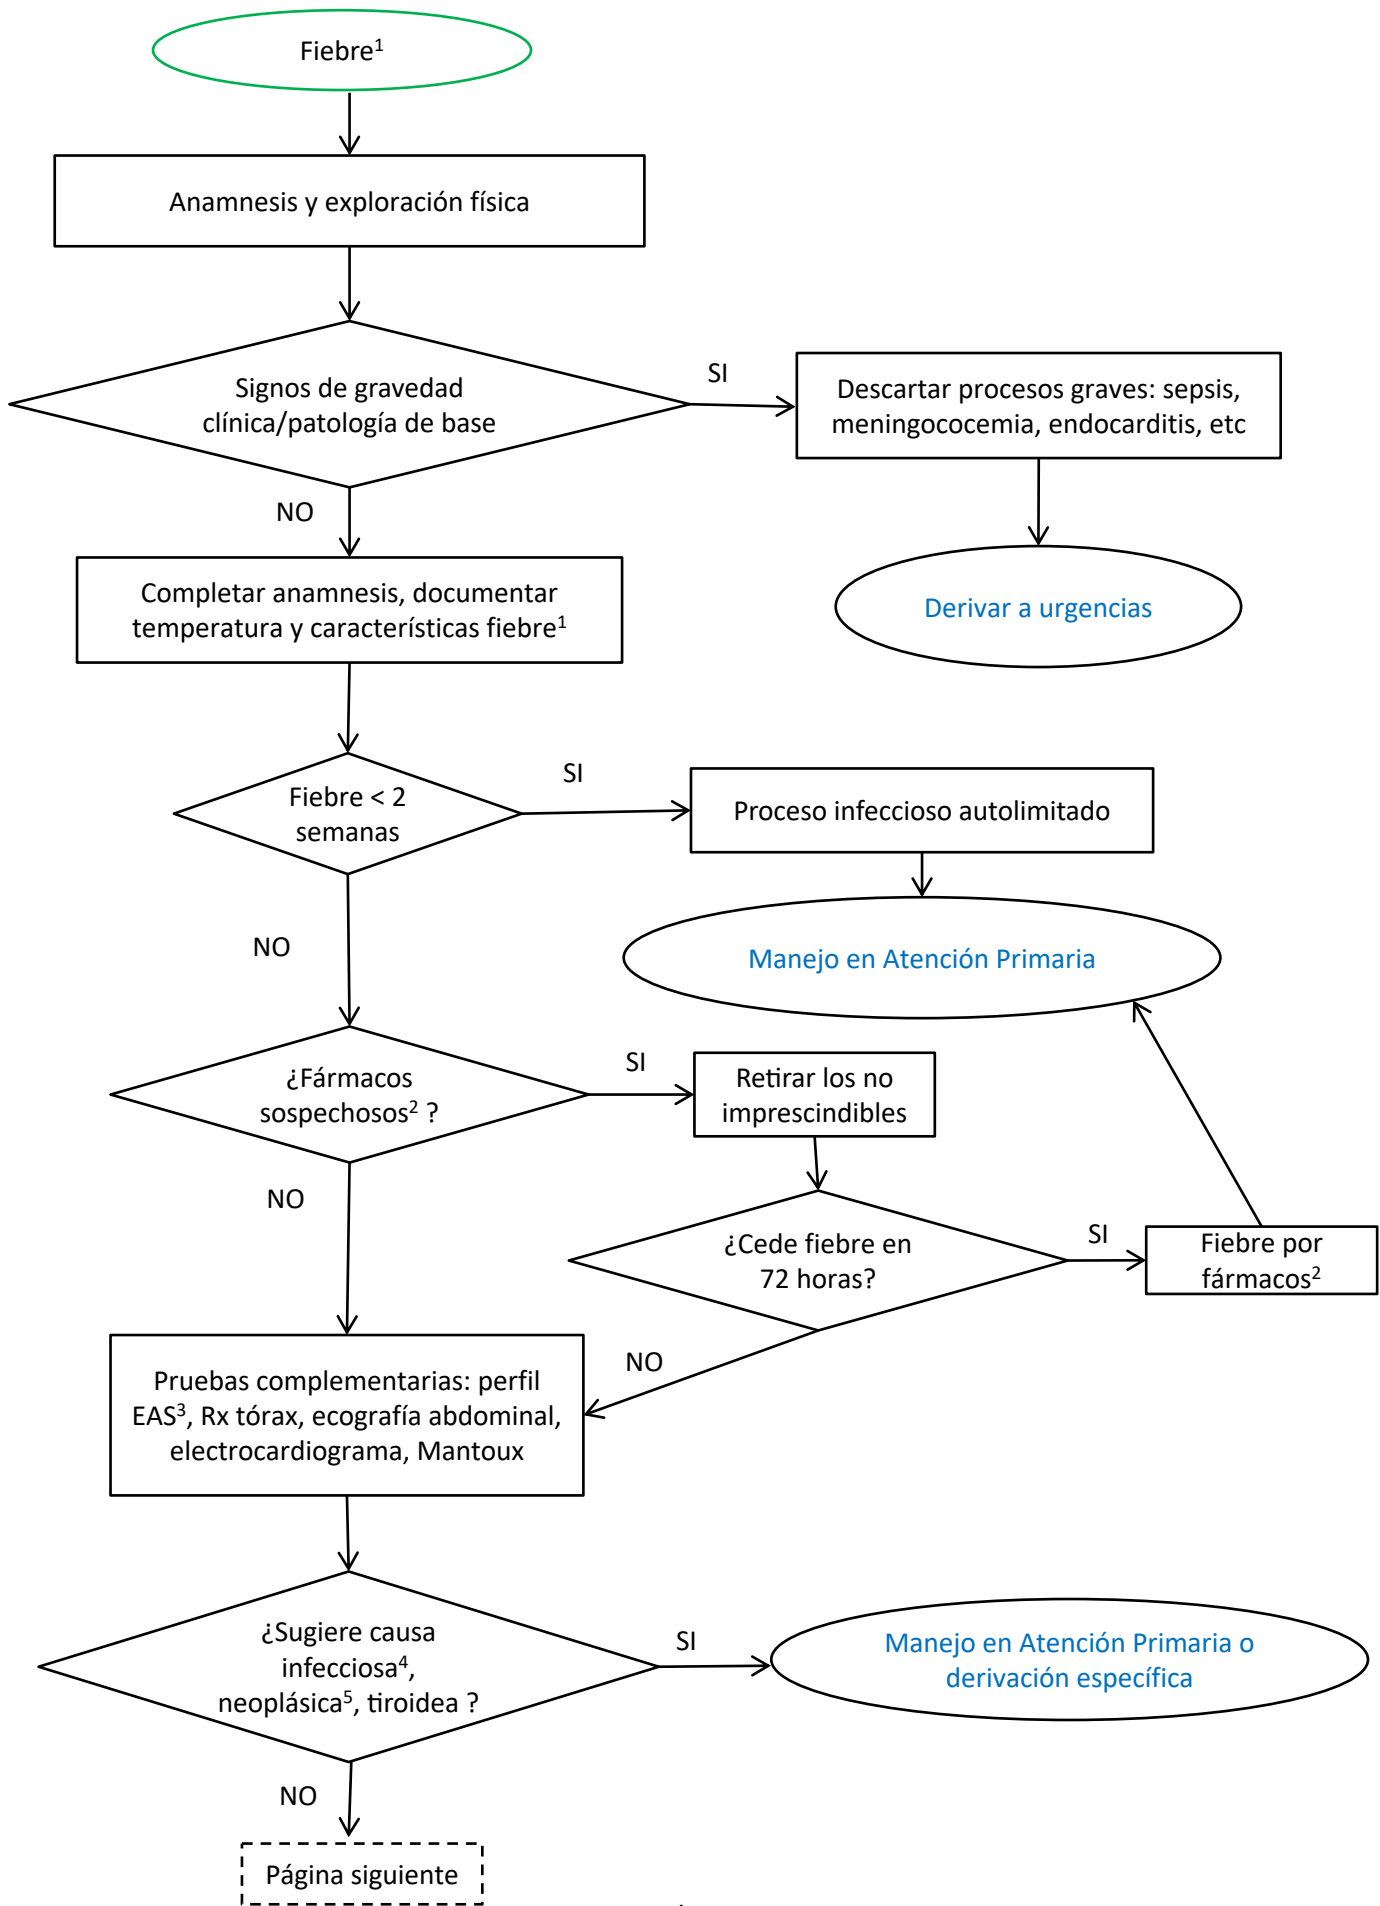 Fiebre¹
Anamnesis y exploración física
Signos de gravedad
clínica/patología de base
SI
Descartar procesos graves: sepsis,
meningococemia, endocarditis, etc
NO
Derivar a urgencias
Completar anamnesis, documentar
temperatura y características fiebre¹
Fiebre < 2
semanas
SI
Proceso infeccioso autolimitado
NO
Manejo en Atención Primaria
¿Fármacos
sospechosos² ?
SI
Retirar los no
imprescindibles
NO
¿Cede fiebre en
72 horas?
SI
Fiebre por
fármacos²
NO
Pruebas complementarias: perfil
EAS³, Rx tórax, ecografía abdominal,
electrocardiograma, Mantoux
¿Sugiere causa
infecciosa⁴,
neoplásica⁵, tiroidea ?
SI
Manejo en Atención Primaria o
derivación específica
NO
Página siguiente